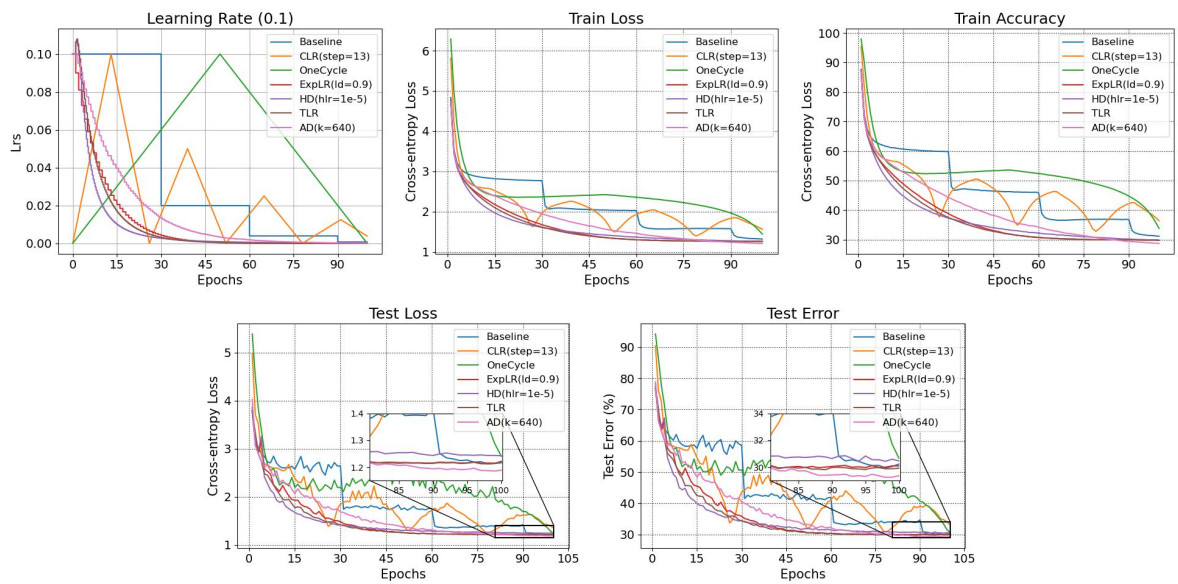 Learning Rate (0.1)
Lrs
0.10
0.08
0.06
0.04
0.02
0.00
0 15 30 45 60 75 90
Epochs
Baseline
CLR(step=13)
OneCycle
ExpLR(ld=0.9)
HD(hlr=1e-5)
TLR
AD(k=640)
Train Loss
Cross-entropy Loss
6
5
4
3
2
1
0 15 30 45 60 75 90
Epochs
Baseline
CLR(step=13)
OneCycle
ExpLR(ld=0.9)
HD(hlr=1e-5)
TLR
AD(k=640)
Train Accuracy
Cross-entropy Loss
100
90
80
70
60
50
40
30
0 15 30 45 60 75 90
Epochs
Baseline
CLR(step=13)
OneCycle
ExpLR(ld=0.9)
HD(hlr=1e-5)
TLR
AD(k=640)
Test Loss
Cross-entropy Loss
5
4
3
2
1
0 15 30 45 60 75 90 105
Epochs
Baseline
CLR(step=13)
OneCycle
ExpLR(ld=0.9)
HD(hlr=1e-5)
TLR
AD(k=640)
1.4
1.3
1.2
1.2
85 90 95 100
Test Error
Test Error (%)
90
80
70
60
50
40
30
0 15 30 45 60 75 90 105
Epochs
Baseline
CLR(step=13)
OneCycle
ExpLR(ld=0.9)
HD(hlr=1e-5)
TLR
AD(k=640)
34
32
30
85 90 95 100